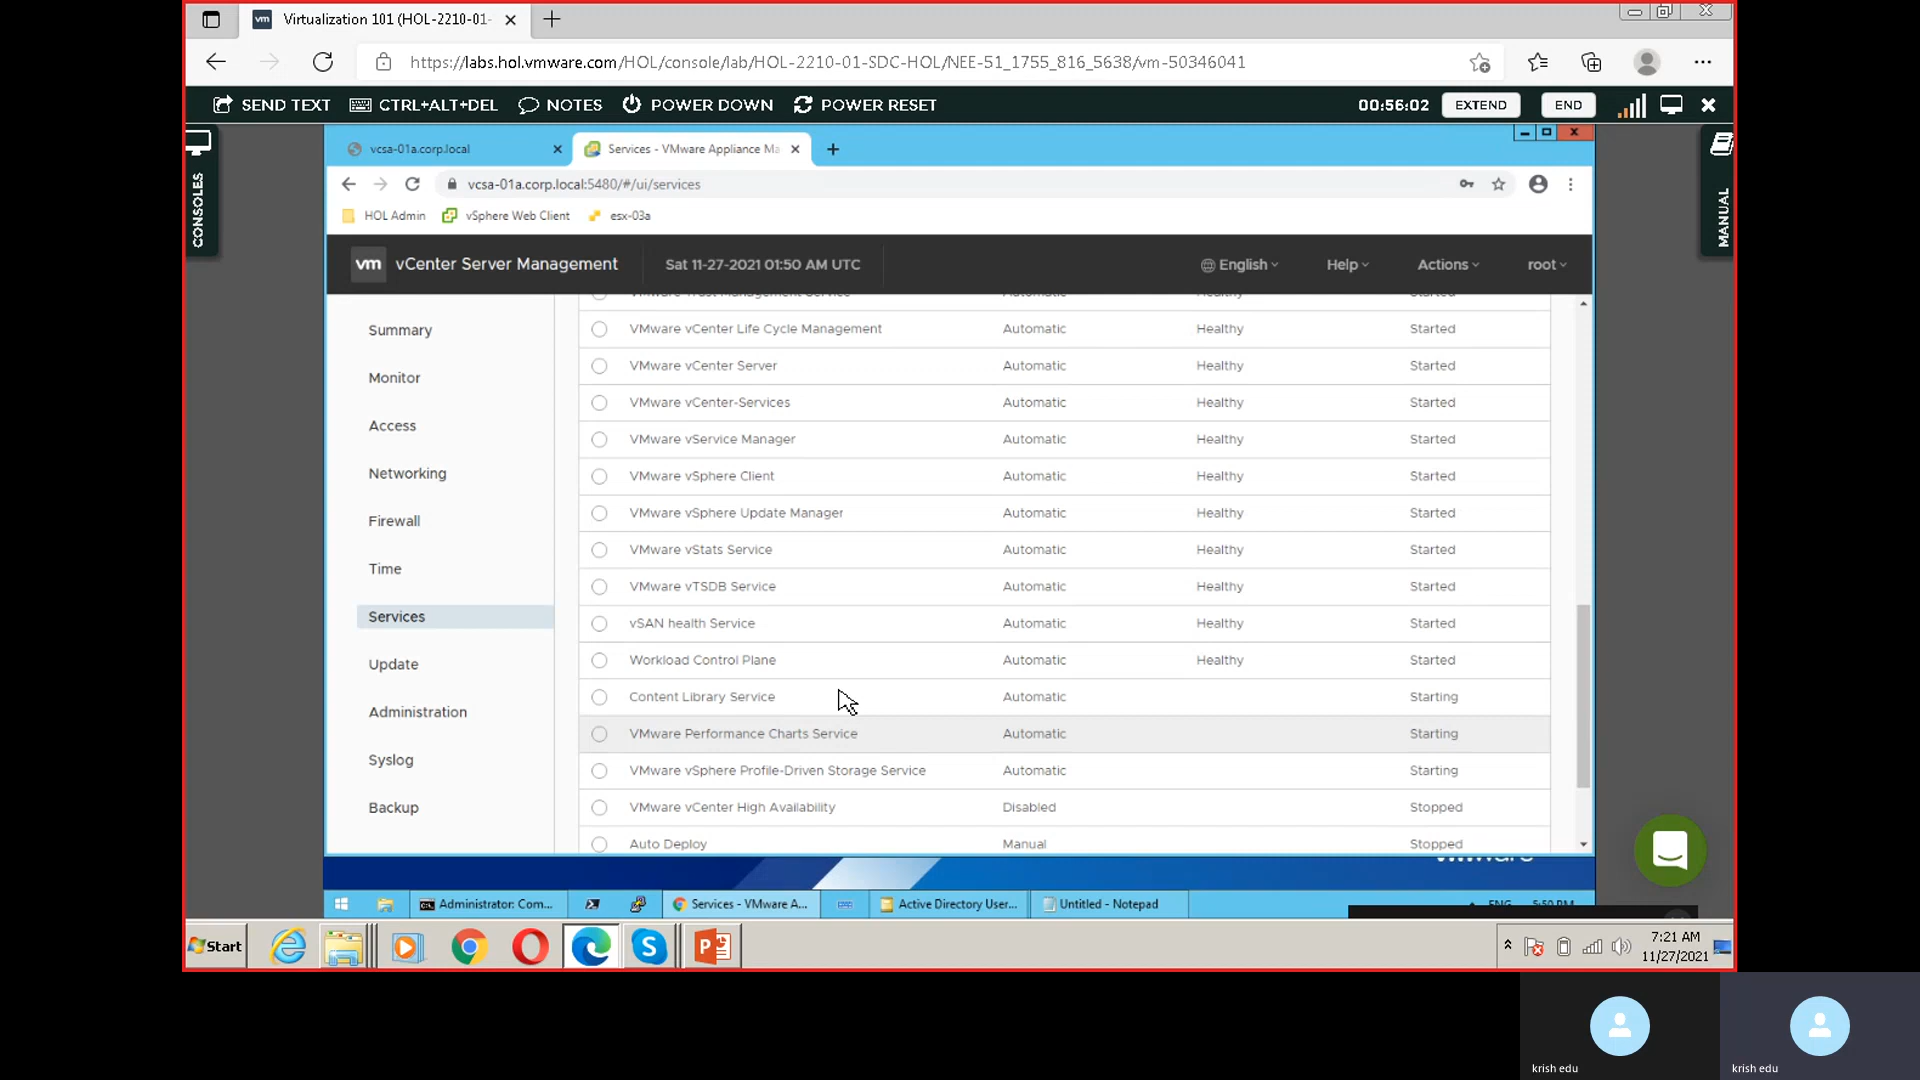 Virtualization 101 (HOL-2210-01-
https://labs.hol.vmware.com/HOL/console/lab/HOL-2210-01-SDC-HOL/NEE-51_1755_816_5638/vm-50346041
SEND TEXT CTRL+ALT+DEL NOTES POWER DOWN POWER RESET 00:56:02 EXTEND END
CONSOLES
MANUAL
vcsa-01a.corp.local Services - VMware Appliance Ma
vcsa-01a.corp.local:5480/#/ui/services
HOL Admin vSphere Web Client esx-03a
vm vCenter Server Management Sat 11-27-2021 01:50 AM UTC English Help Actions root
Summary
Monitor
Access
Networking
Firewall
Time
Services
Update
Administration
Syslog
Backup
VMware Trust Management Service Automatic Healthy Started
VMware vCenter Life Cycle Management Automatic Healthy Started
VMware vCenter Server Automatic Healthy Started
VMware vCenter-Services Automatic Healthy Started
VMware vService Manager Automatic Healthy Started
VMware vSphere Client Automatic Healthy Started
VMware vSphere Update Manager Automatic Healthy Started
VMware vStats Service Automatic Healthy Started
VMware vTSDB Service Automatic Healthy Started
vSAN health Service Automatic Healthy Started
Workload Control Plane Automatic Healthy Started
Content Library Service Automatic Starting
VMware Performance Charts Service Automatic Starting
VMware vSphere Profile-Driven Storage Service Automatic Starting
VMware vCenter High Availability Disabled Stopped
Auto Deploy Manual Stopped
Administrator: Com... Services - VMware A... Active Directory User... Untitled - Notepad
Start
7:21 AM
11/27/2021
krish edu krish edu